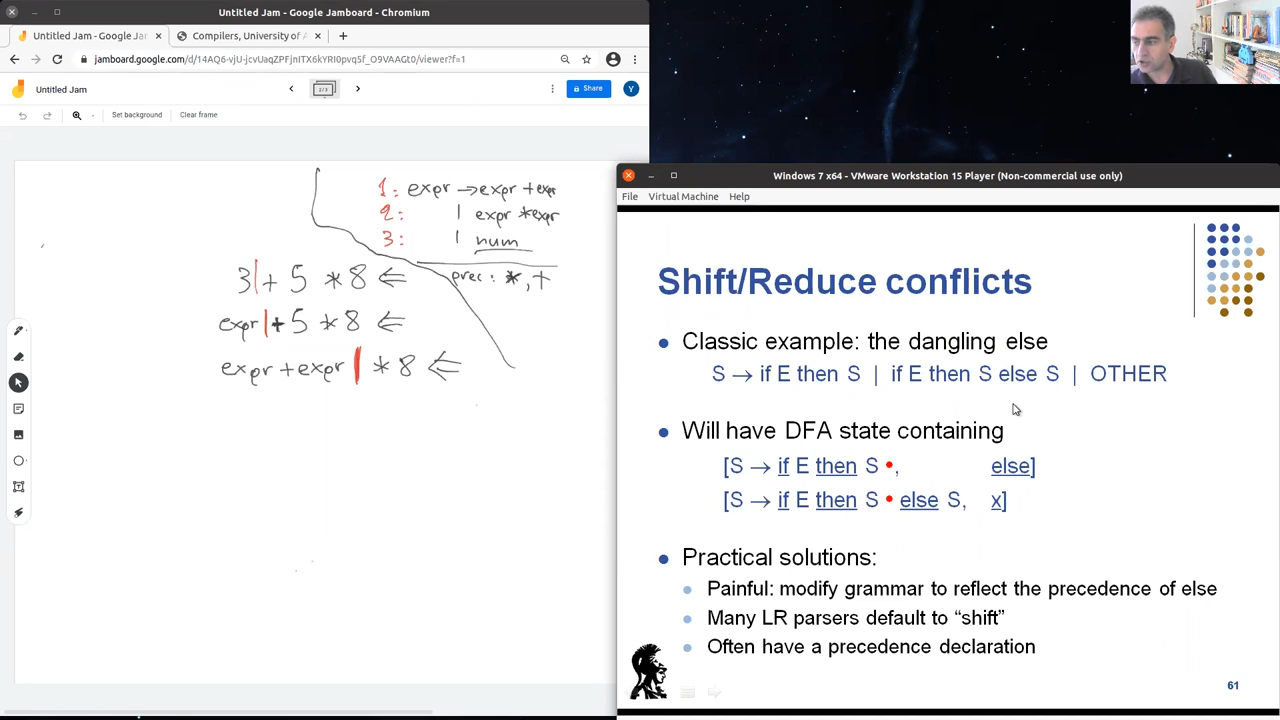 Untitled Jam - Google Jamboard - Chromium
Untitled Jam - Google Jam
Compilers, University of A
jamboard.google.com/d/14AQ6-vjU-jcvUaqZPFjnITX6kYRI0pvq5f_O9VAAGt0/viewer?f=1
Untitled Jam
2/3
Share
Y
Set background
Clear frame
1: expr → expr + expr
2: | expr * expr
3: | num
prec: *, +
3 | + 5 * 8 ⇐
expr | + 5 * 8 ⇐
expr + expr | * 8 ⇐
Windows 7 x64 - VMware Workstation 15 Player (Non-commercial use only)
File Virtual Machine Help
Shift/Reduce conflicts
● Classic example: the dangling else
S → if E then S | if E then S else S | OTHER
● Will have DFA state containing
[S → if E then S •, else]
[S → if E then S • else S, x]
● Practical solutions:
● Painful: modify grammar to reflect the precedence of else
● Many LR parsers default to “shift”
● Often have a precedence declaration
61